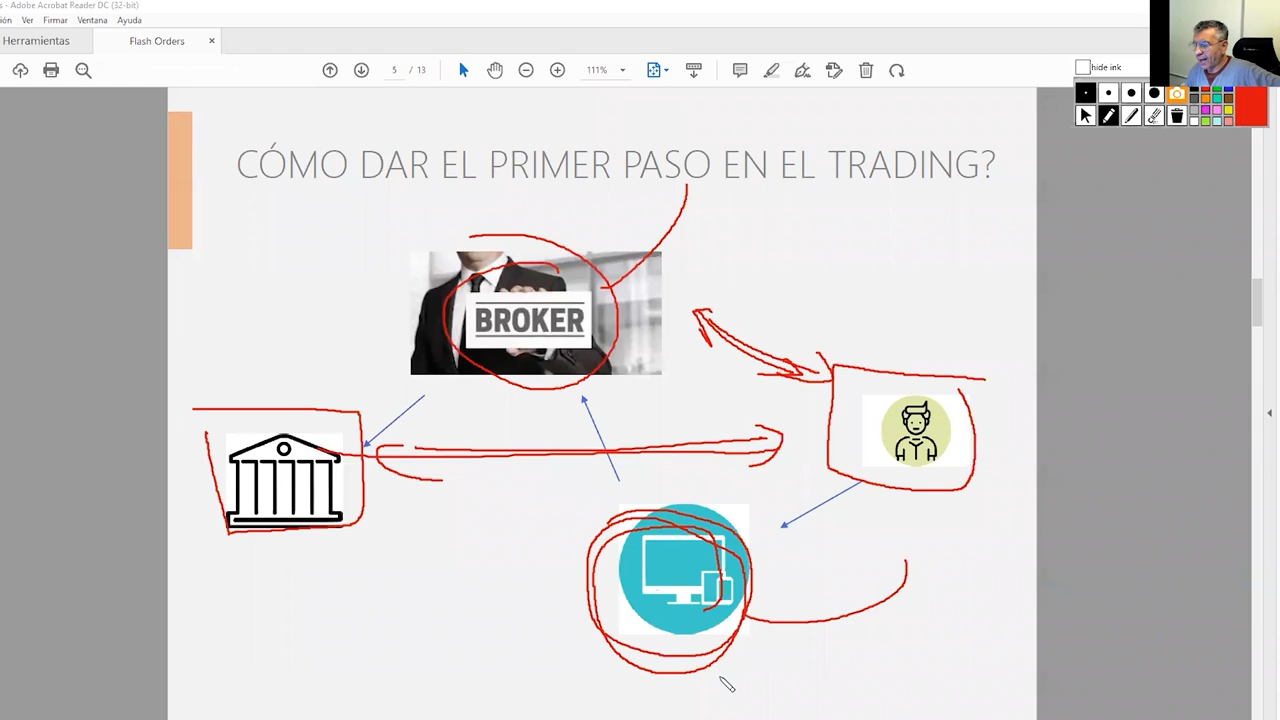 s - Adobe Acrobat Reader DC (32-bit)
ión Ver Firmar Ventana Ayuda
Herramientas Flash Orders ×
5 / 13 111%
hide ink
CÓMO DAR EL PRIMER PASO EN EL TRADING?
BROKER